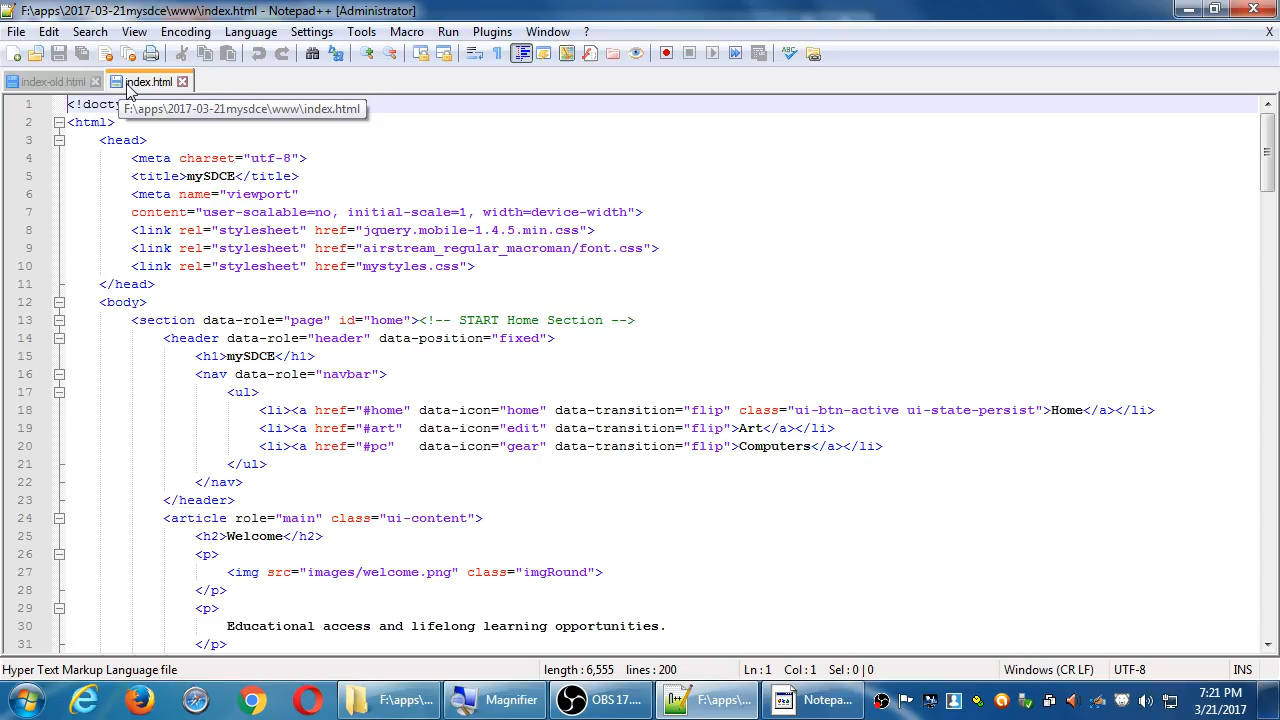 F:\apps\2017-03-21mysdce\www\index.html - Notepad++ [Administrator]
File Edit Search View Encoding Language Settings Tools Macro Run Plugins Window ? X
index-old.html index.html
F:\apps\2017-03-21mysdce\www\index.html
1 <!docty
2 <html>
3 <head>
4 <meta charset="utf-8">
5 <title>mySDCE</title>
6 <meta name="viewport"
7 content="user-scalable=no, initial-scale=1, width=device-width">
8 <link rel="stylesheet" href="jquery.mobile-1.4.5.min.css">
9 <link rel="stylesheet" href="airstream_regular_macroman/font.css">
10 <link rel="stylesheet" href="mystyles.css">
11 </head>
12 <body>
13 <section data-role="page" id="home"><!-- START Home Section -->
14 <header data-role="header" data-position="fixed">
15 <h1>mySDCE</h1>
16 <nav data-role="navbar">
17 <ul>
18 <li><a href="#home" data-icon="home" data-transition="flip" class="ui-btn-active ui-state-persist">Home</a></li>
19 <li><a href="#art" data-icon="edit" data-transition="flip">Art</a></li>
20 <li><a href="#pc" data-icon="gear" data-transition="flip">Computers</a></li>
21 </ul>
22 </nav>
23 </header>
24 <article role="main" class="ui-content">
25 <h2>Welcome</h2>
26 <p>
27 <img src="images/welcome.png" class="imgRound">
28 </p>
29 <p>
30 Educational access and lifelong learning opportunities.
31 </p>
Hyper Text Markup Language file length : 6,555 lines : 200 Ln : 1 Col : 1 Sel : 0 | 0 Windows (CR LF) UTF-8 INS
F:\apps\... Magnifier OBS 17.... F:\apps\... Notepa... 7:21 PM
3/21/2017